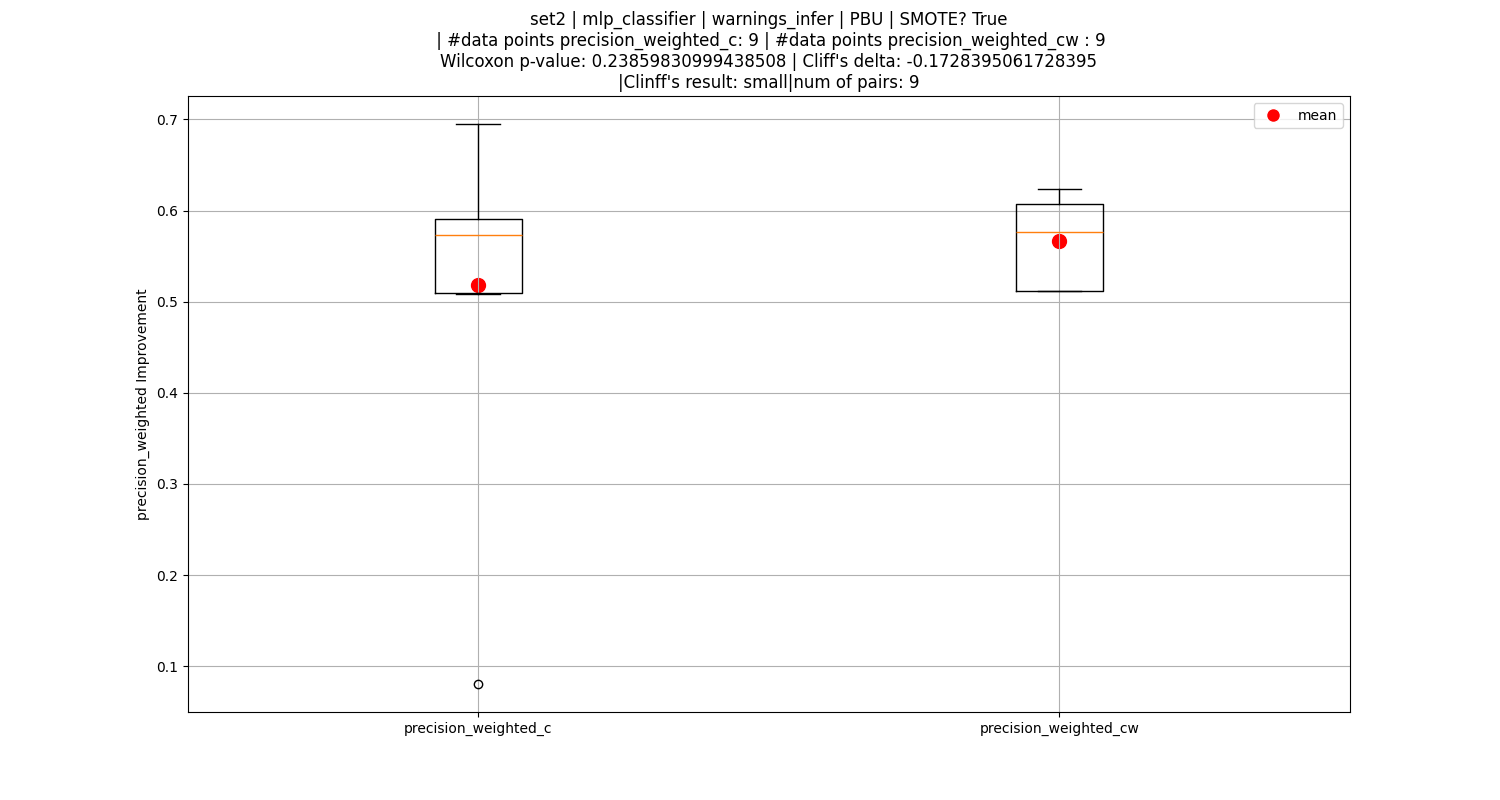 set2 | mlp_classifier | warnings_infer | PBU | SMOTE? True
| #data points precision_weighted_c: 9 | #data points precision_weighted_cw : 9
Wilcoxon p-value: 0.23859830999438508 | Cliff's delta: -0.1728395061728395
|Clinff's result: small|num of pairs: 9
mean
0.7
0.6
0.5
0.4
0.3
0.2
0.1
precision_weighted Improvement
precision_weighted_c
precision_weighted_cw